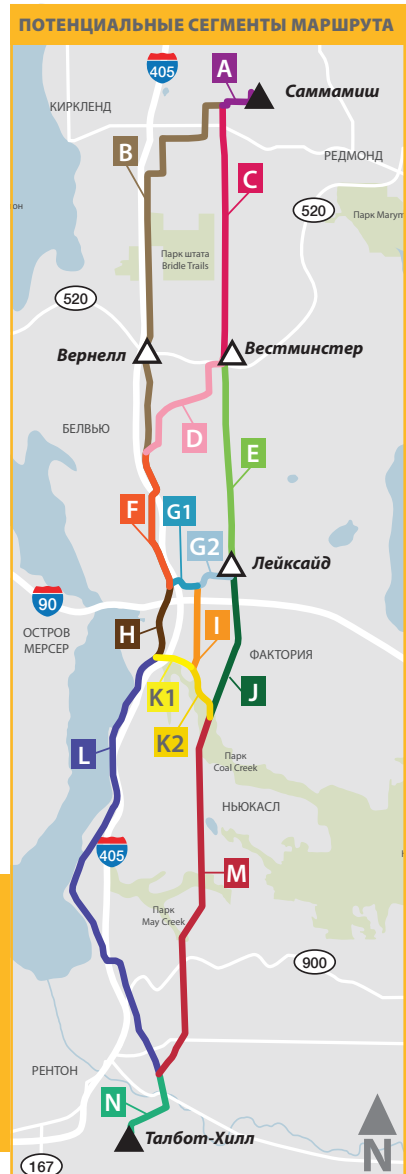 ПОТЕНЦИАЛЬНЫЕ СЕГМЕНТЫ МАРШРУТА
405
A
Саммамиш
КИРКЛЕНД
B
РЕДМОНД
C
520
он
Парк Marym
Парк штата
Bridle Trails
520
Вернелл
Вестминстер
D
БЕЛВЬЮ
E
F
G1
G2
Лейксайд
90
H
I
ОСТРОВ
МЕРСЕР
ФАКТОРИЯ
K1
J
L
K2
Парк
Coal Creek
НЬЮКАСЛ
405
M
Парк
May Creek
900
РЕНТОН
N
Талбот-Хилл
167
N